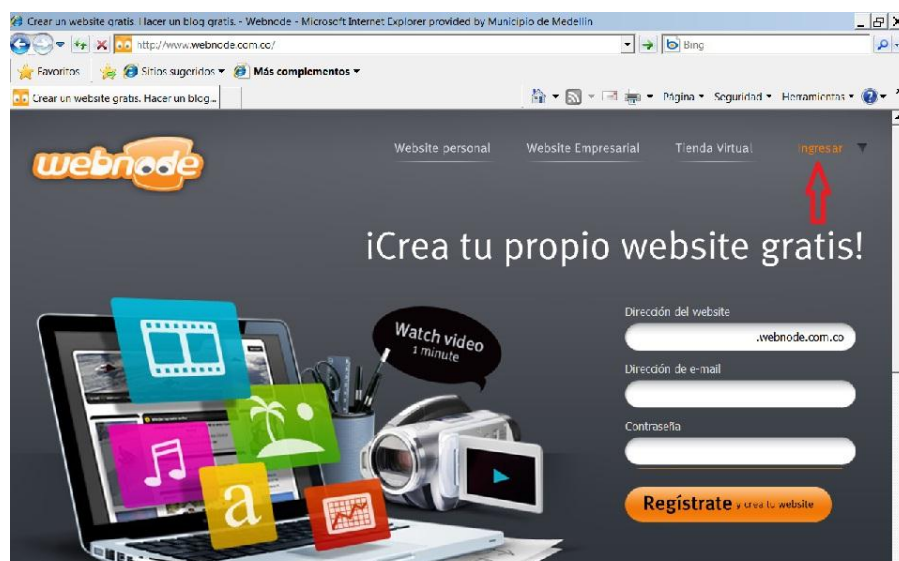 Crear un website gratis. Hacer un blog gratis. - Webnode - Microsoft Internet Explorer provided by Municipio de Medellin
http://www.webnode.com.co/
Bing
Favoritos Sitios sugeridos Más complementos
Crear un website gratis. Hacer un blog... Página Seguridad Herramientas
webnode
Website personal Website Empresarial Tienda Virtual Ingresar
¡Crea tu propio website gratis!
Watch video
1 minute
Dirección del website
.webnode.com.co
Dirección de e-mail
Contraseña
a
Regístrate y crea tu website